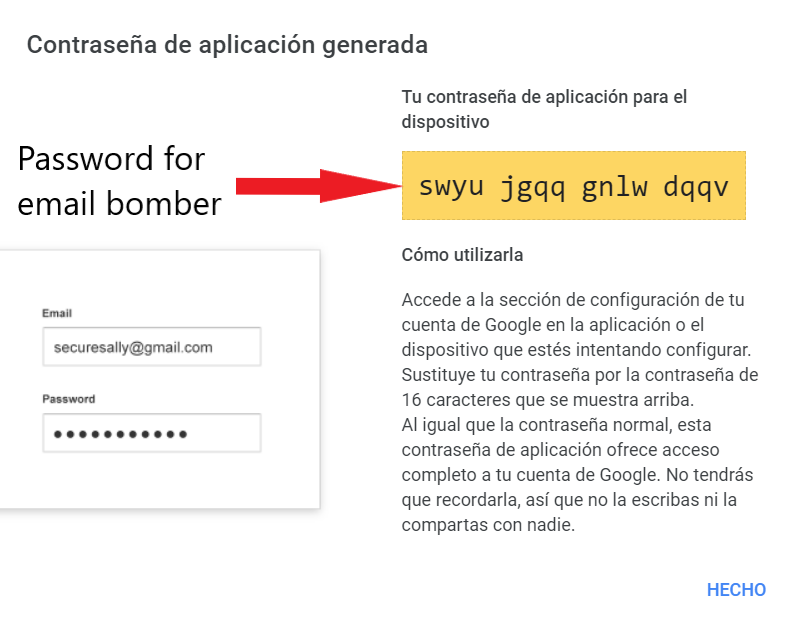 Contraseña de aplicación generada
Tu contraseña de aplicación para el
dispositivo
Password for
email bomber
swyu jgqq gnlw dqqv
Cómo utilizarla
Email
securesally@gmail.com
Password
●●●●●●●●●●●
Accede a la sección de configuración de tu
cuenta de Google en la aplicación o el
dispositivo que estés intentando configurar.
Sustituye tu contraseña por la contraseña de
16 caracteres que se muestra arriba.
Al igual que la contraseña normal, esta
contraseña de aplicación ofrece acceso
completo a tu cuenta de Google. No tendrás
que recordarla, así que no la escribas ni la
compartas con nadie.
HECHO